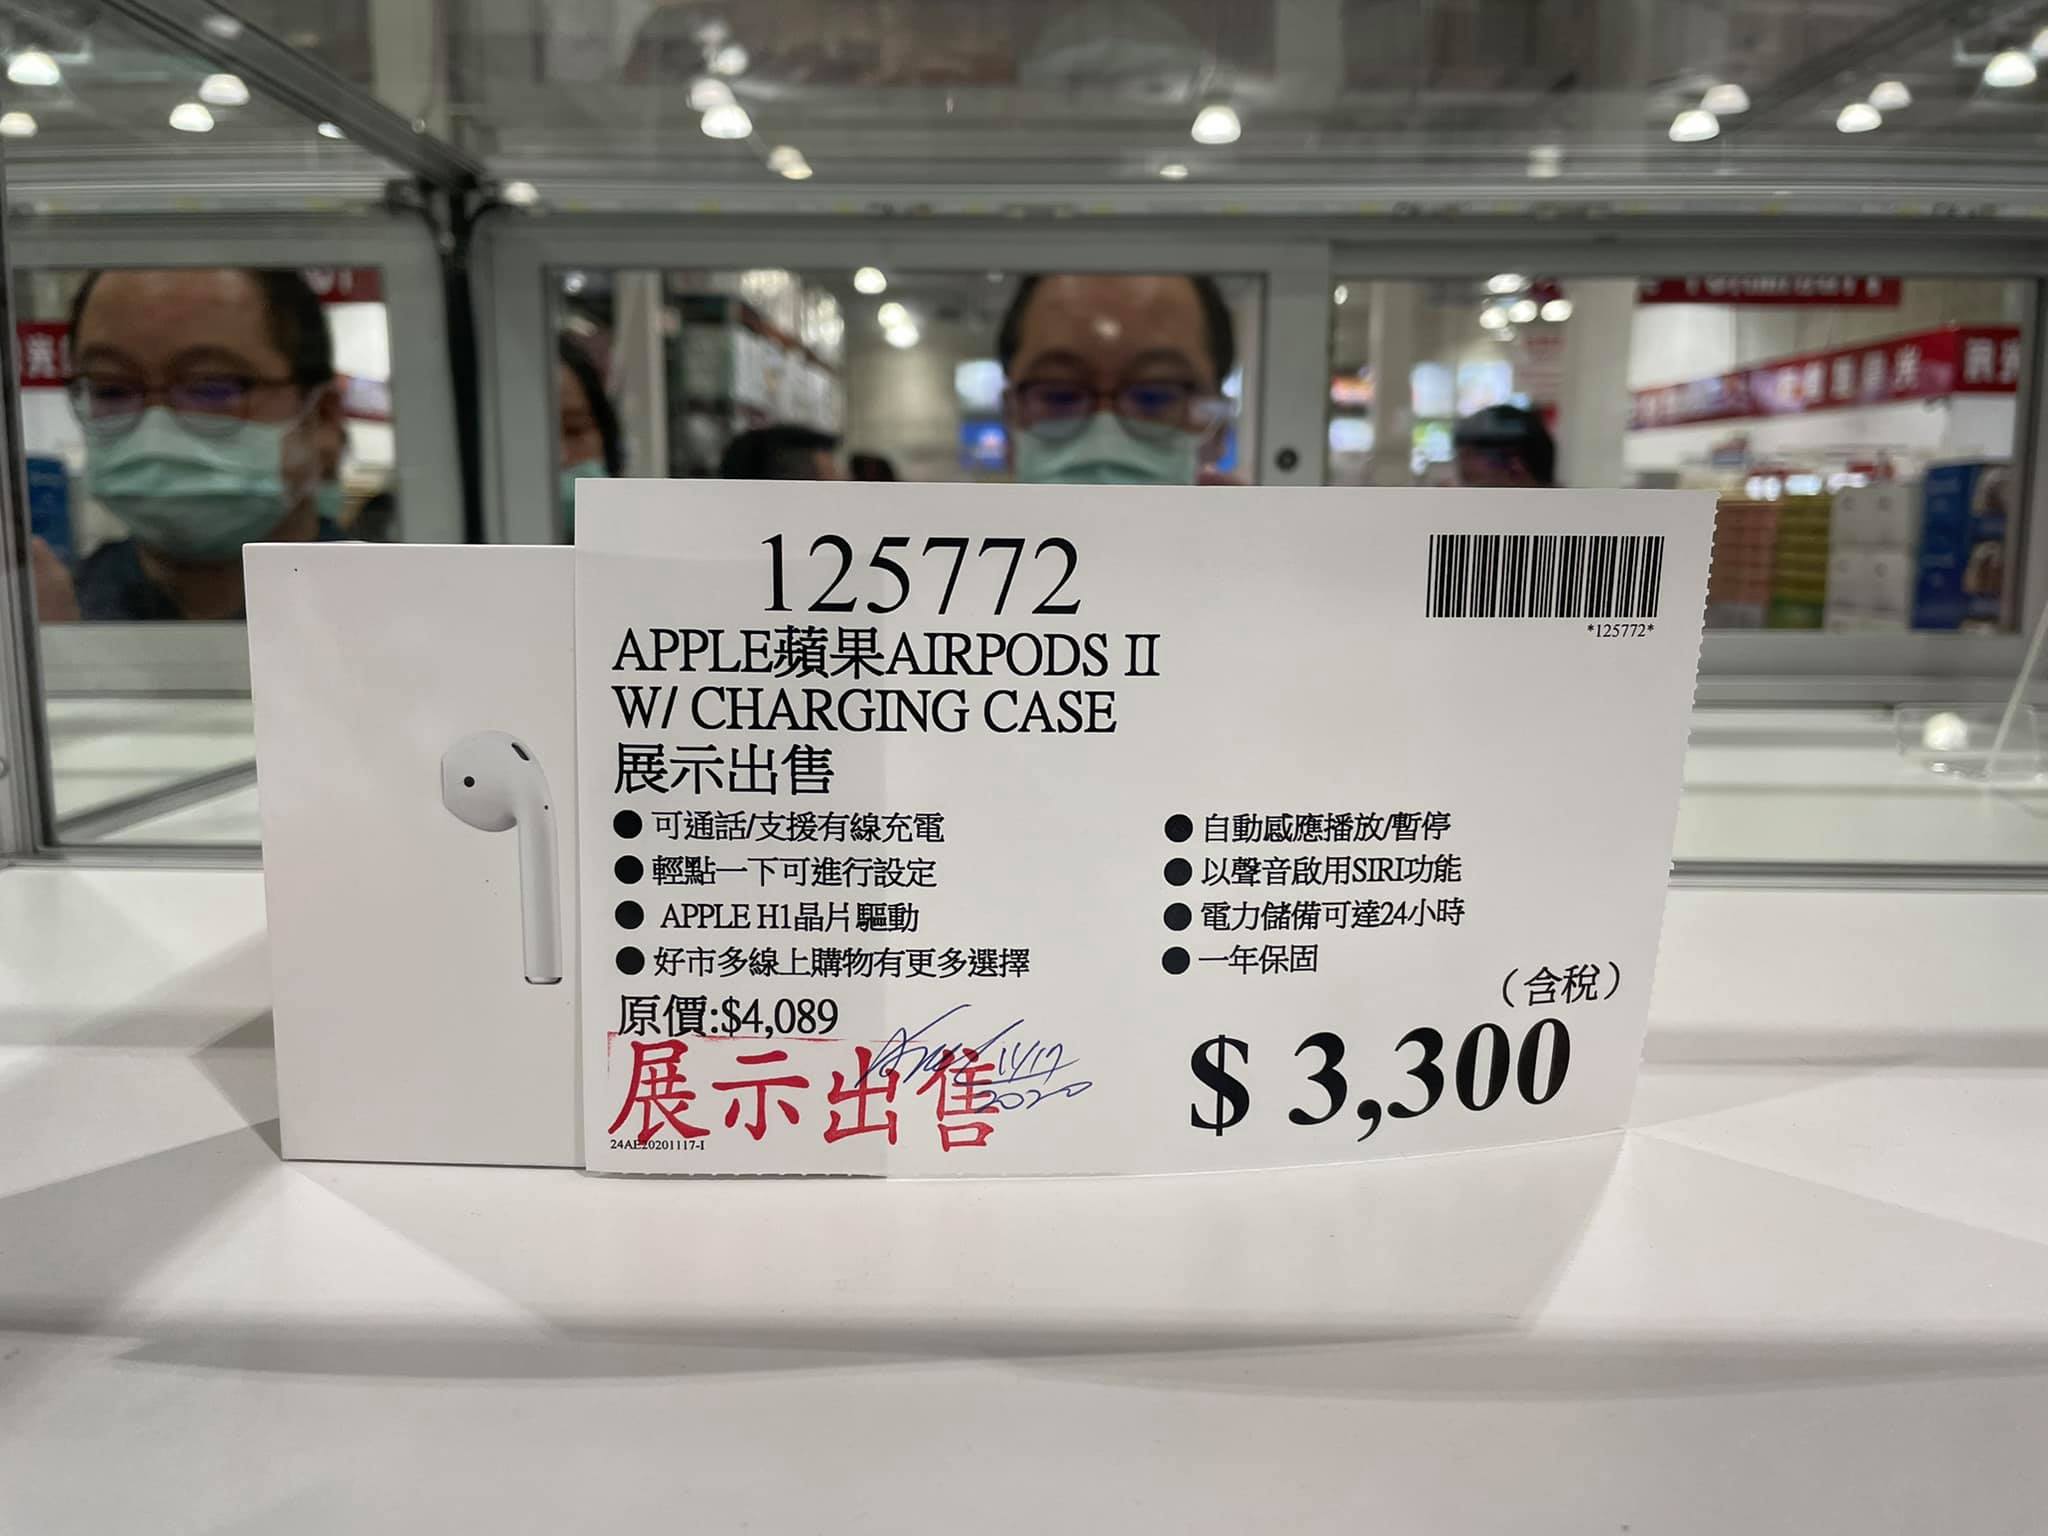 125772
*125772*
APPLE蘋果AIRPODS II
W/ CHARGING CASE
展示出售
● 可通話/支援有線充電
● 輕點一下可進行設定
● APPLE H1晶片驅動
● 好市多線上購物有更多選擇
● 自動感應播放/暫停
● 以聲音啟用SIRI功能
● 電力儲備可達24小時
● 一年保固
原價:$4,089
(含稅)
$ 3,300
展示出售
11/17
2020
24AE20201117-I